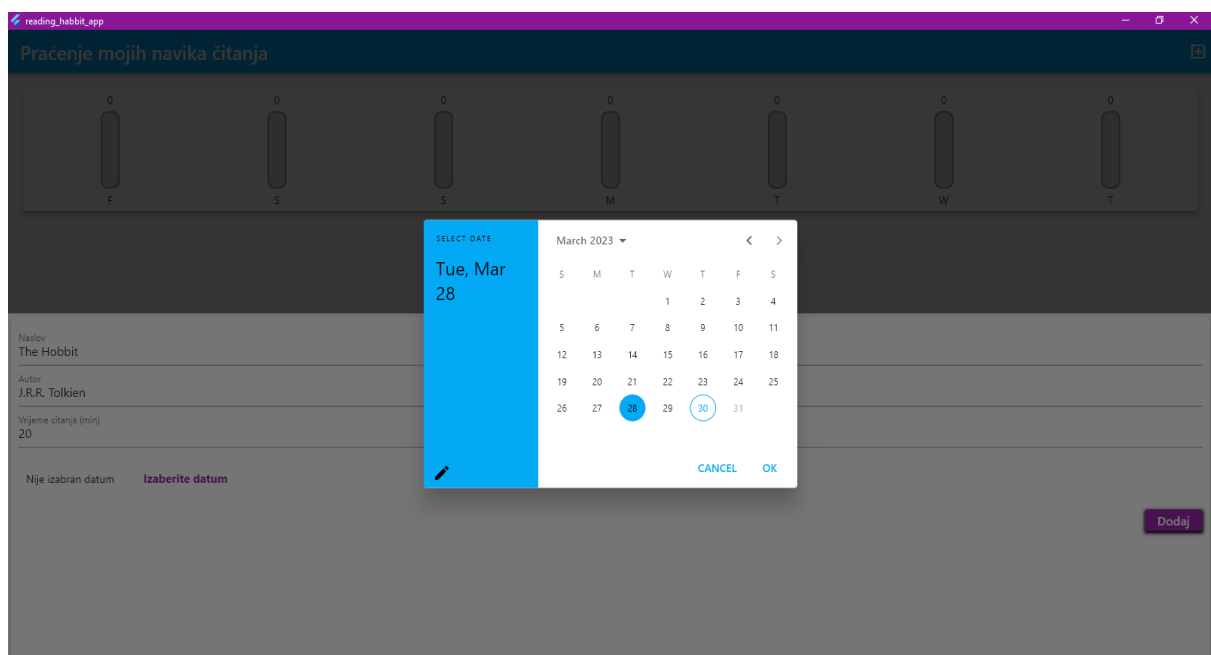 reading_habbit_app
Praćenje mojih navika čitanja
0 0 0 0 0 0 0
F S S M T W T
SELECT DATE
Tue, Mar
28
March 2023
S M T W T F S
1 2 3 4
5 6 7 8 9 10 11
12 13 14 15 16 17 18
19 20 21 22 23 24 25
26 27 28 29 30 31
CANCEL OK
Naslov
The Hobbit
Autor
J.R.R. Tolkien
Vrijeme citanja (min)
20
Nije izabran datum Izaberite datum
Dodaj